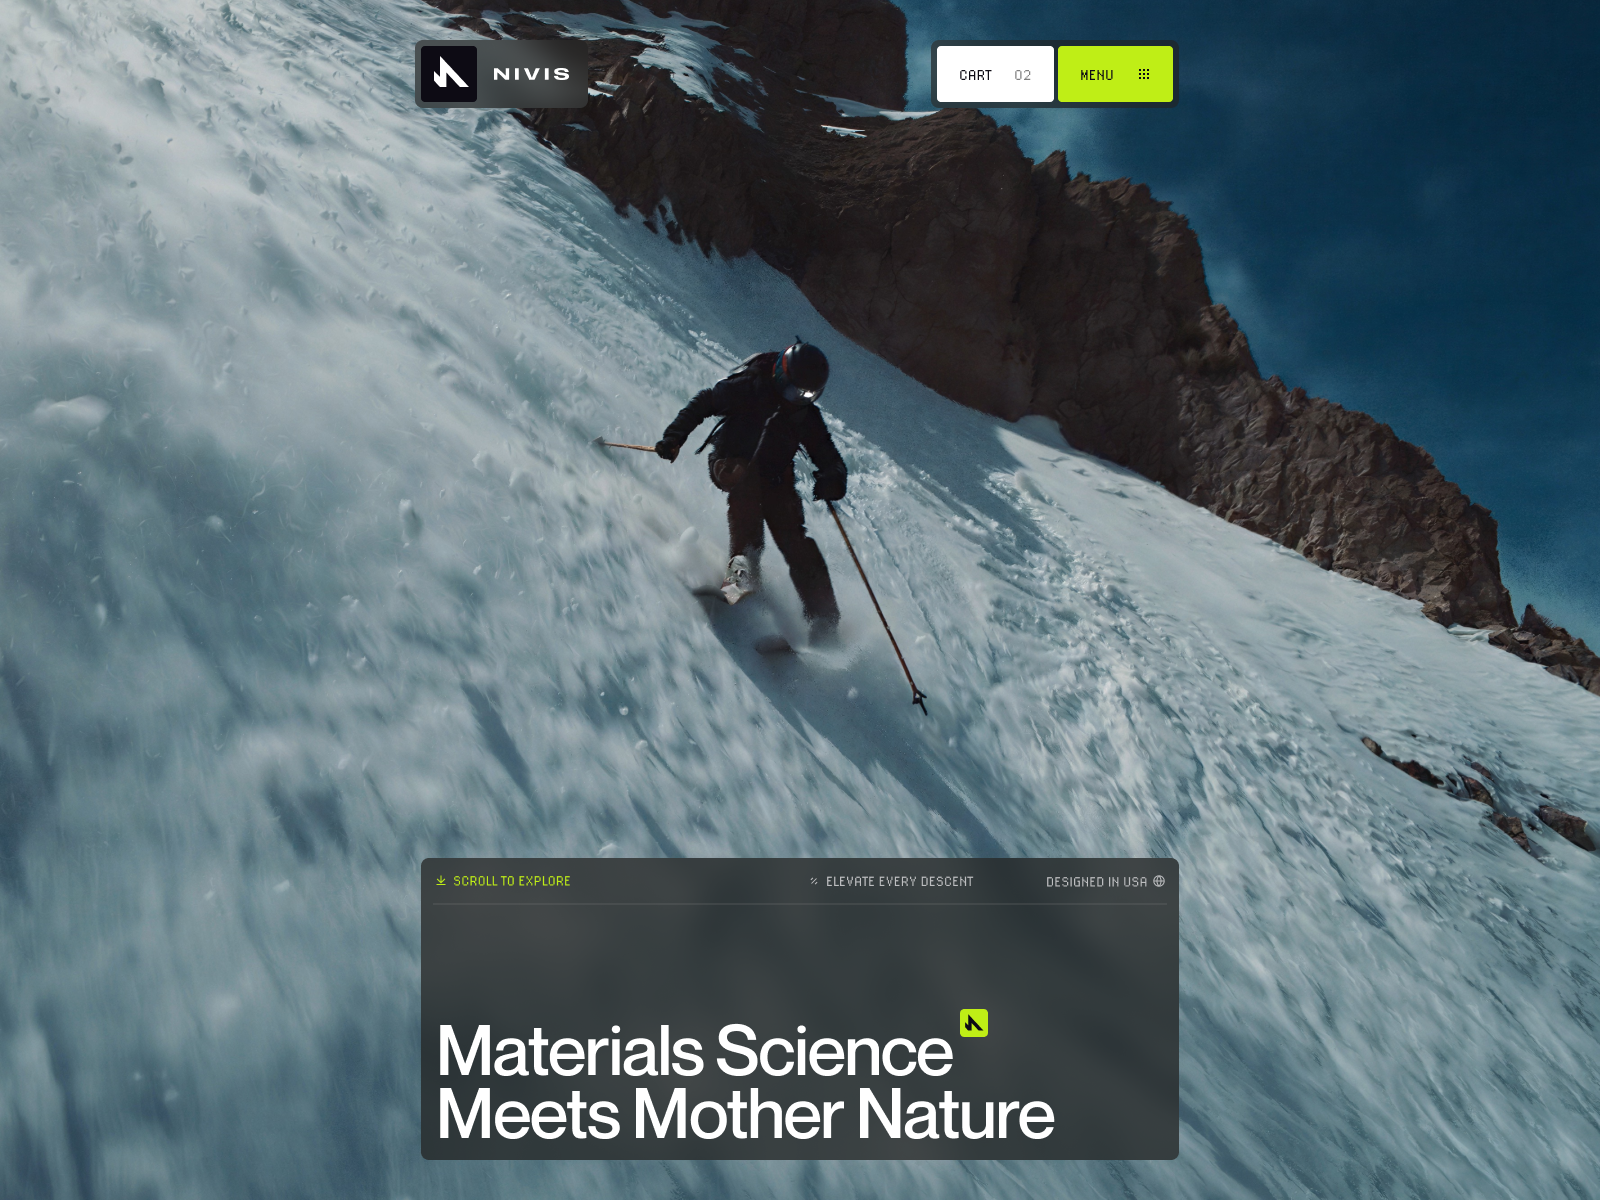 NIVIS
CART 02
MENU
SCROLL TO EXPLORE
ELEVATE EVERY DESCENT
DESIGNED IN USA
Materials Science
Meets Mother Nature